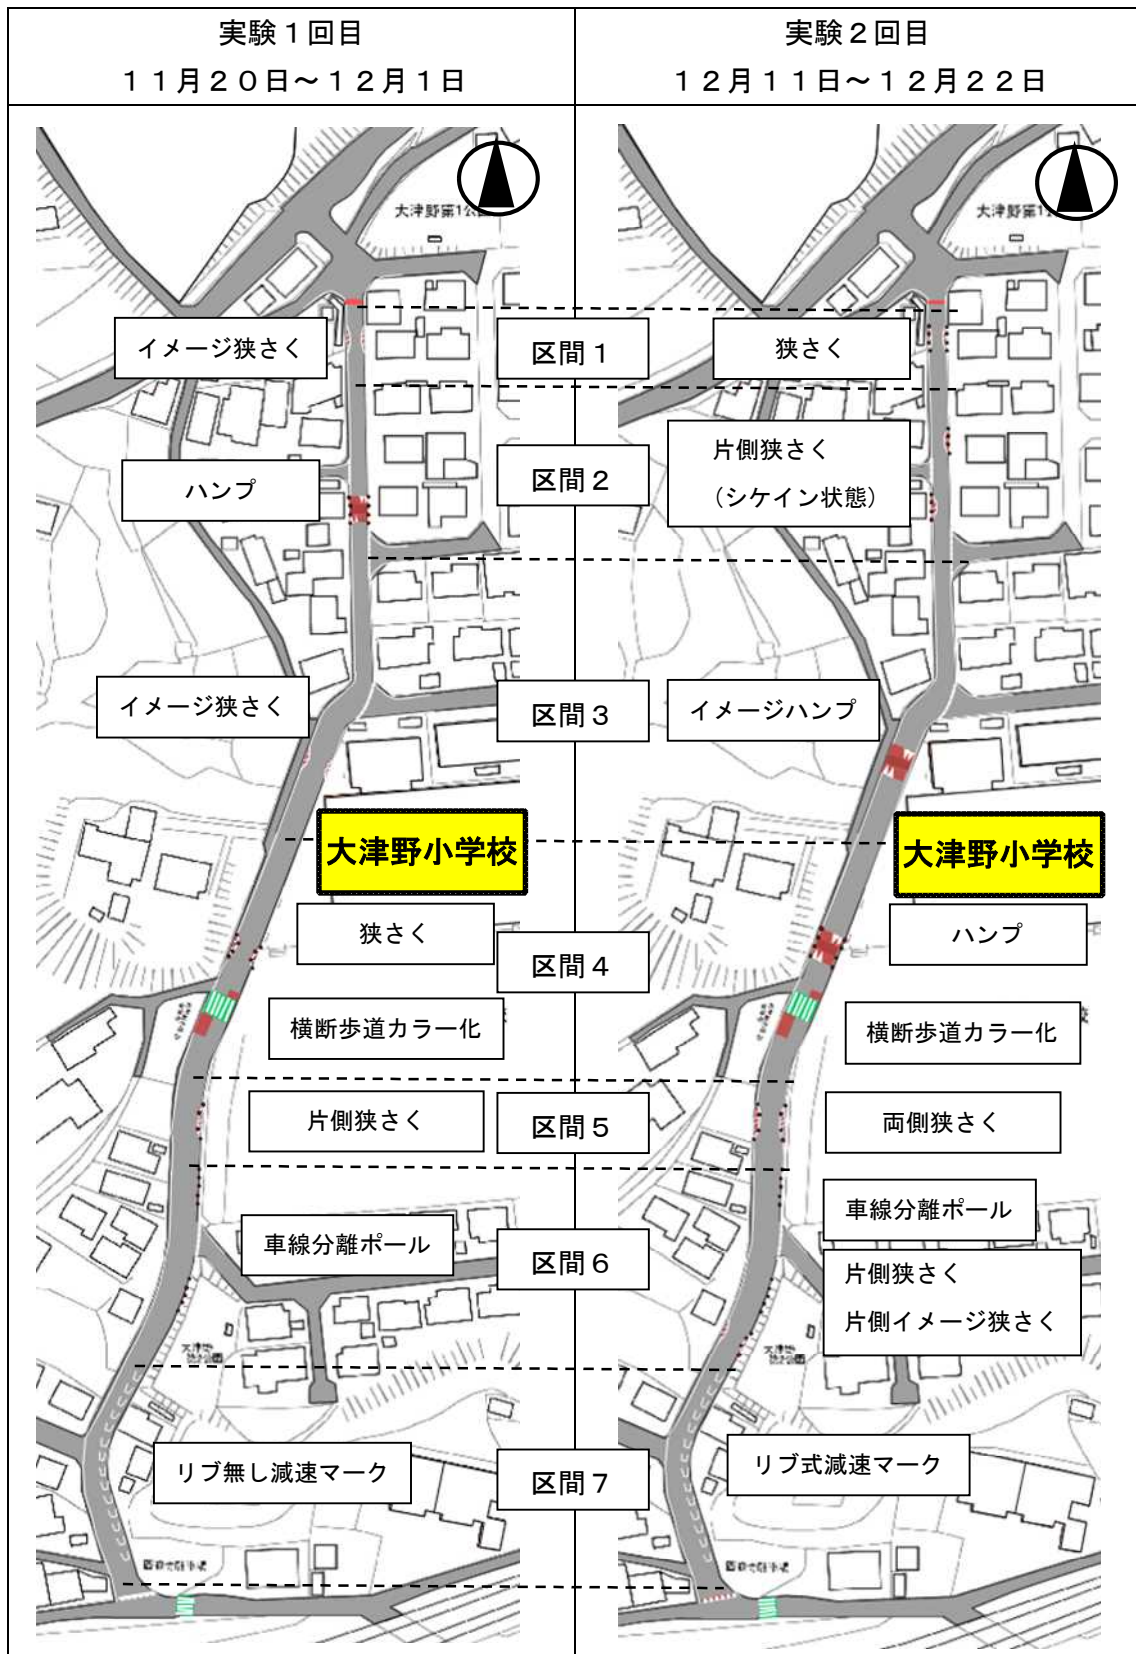 実験１回目
１１月２０日～１２月１日
実験２回目
１２月１１日～１２月２２日
大津野第1公
大津野第1公
イメージ狭さく
区間１
狭さく
ハンプ
区間２
片側狭さく
（シケイン状態）
イメージ狭さく
区間３
イメージハンプ
大津野小学校
大津野小学校
狭さく
区間４
ハンプ
横断歩道カラー化
横断歩道カラー化
片側狭さく
区間５
両側狭さく
車線分離ポール
区間６
車線分離ポール
片側狭さく
片側イメージ狭さく
リブ無し減速マーク
区間７
リブ式減速マーク